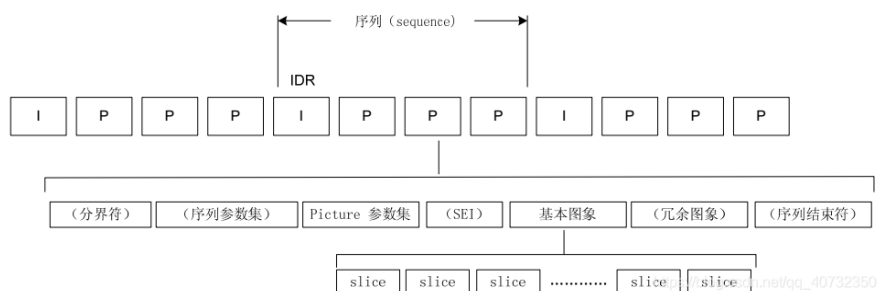 序列（sequence）
IDR
I P P P I P P P I P P P
（分界符） （序列参数集） Picture 参数集 （SEI） 基本图象 （冗余图象） （序列结束符）
slice slice slice ………… slice slice